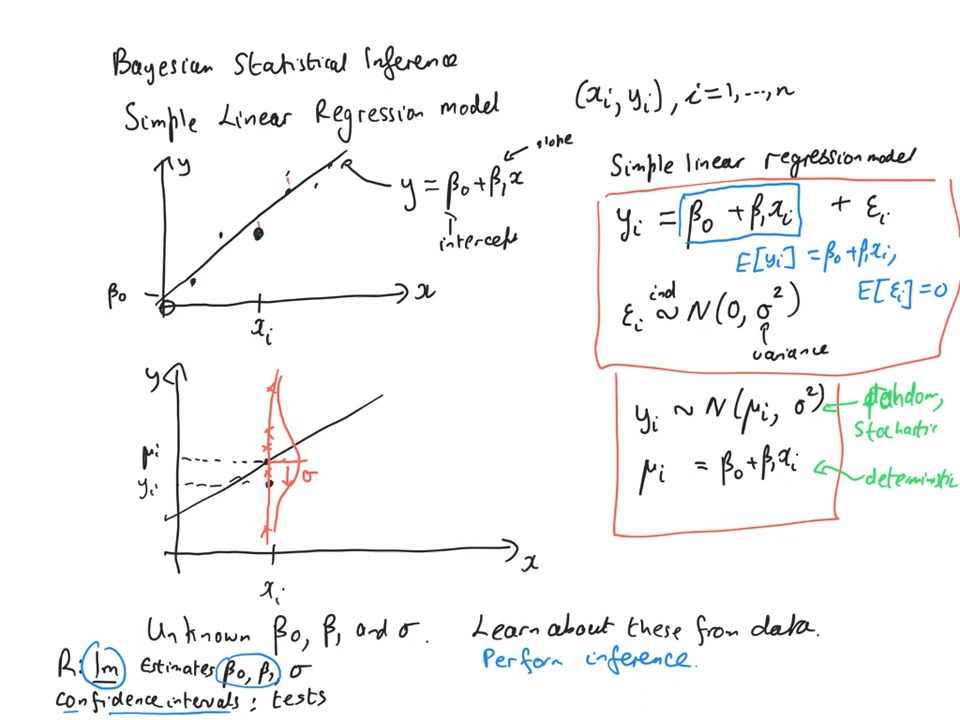 Bayesian Statistical Inference
Simple Linear Regression model
(xi, yi), i=1,...,n
y
y = β0 + β1x
slope
intercept
β0
x
xi
Simple linear regression model
yi = β0 + β1xi + εi
E[yi] = β0 + β1xi,
E[εi] = 0
εi ind ~ N(0, σ²)
variance
yi ~ N(μi, σ²)
random,
stochastic
μi = β0 + β1xi
deterministic
y
μi
yi
σ
x
xi
Unknown β0, β1 and σ. Learn about these from data.
R: lm Estimates β0, β1, σ Perform inference.
confidence intervals : tests